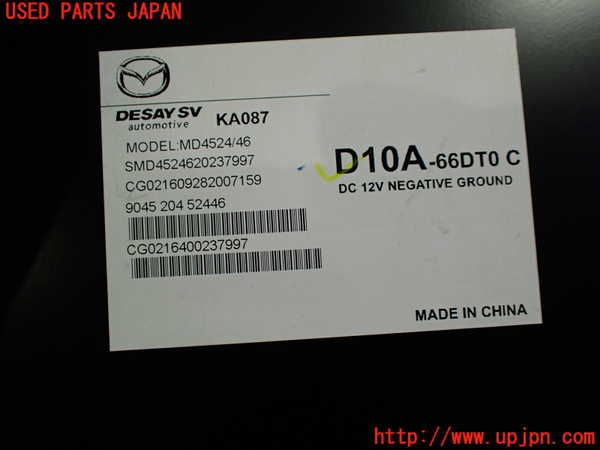 USED PARTS JAPAN
DESAY SV
automotive
KA087
MODEL:MD4524/46
SMD4524620237997
CG021609282007159
9045 204 52446
CG0216400237997
D10A-66DT0 C
DC 12V NEGATIVE GROUND
MADE IN CHINA
http://www.upjpn.com/